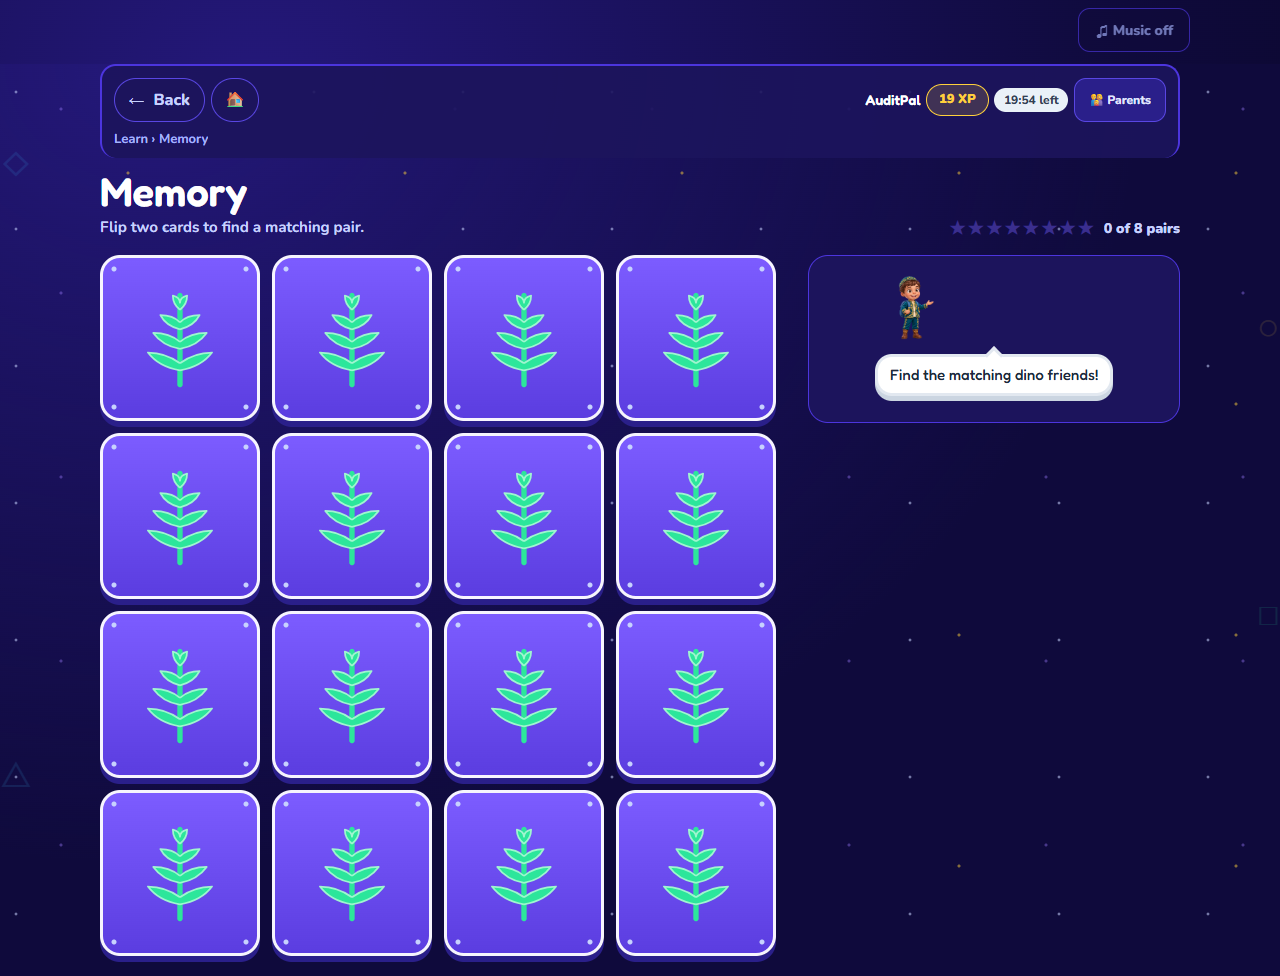 Music off
← Back
AuditPal
19 XP
19:54 left
Parents
Learn › Memory
Memory
Flip two cards to find a matching pair.
0 of 8 pairs
Find the matching dino friends!